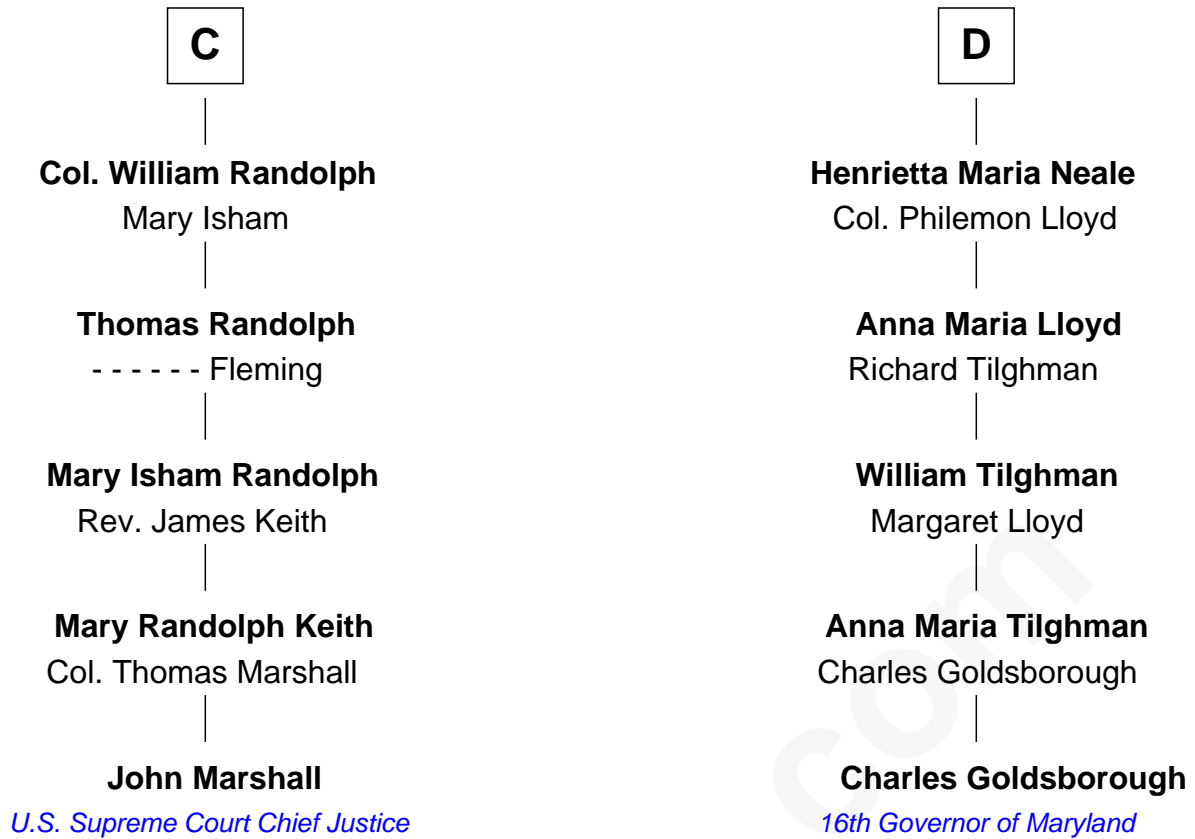 C
Col. William Randolph
Mary Isham
Thomas Randolph
- - - - - - Fleming
Mary Isham Randolph
Rev. James Keith
Mary Randolph Keith
Col. Thomas Marshall
John Marshall
U.S. Supreme Court Chief Justice
D
Henrietta Maria Neale
Col. Philemon Lloyd
Anna Maria Lloyd
Richard Tilghman
William Tilghman
Margaret Lloyd
Anna Maria Tilghman
Charles Goldsborough
Charles Goldsborough
16th Governor of Maryland
com